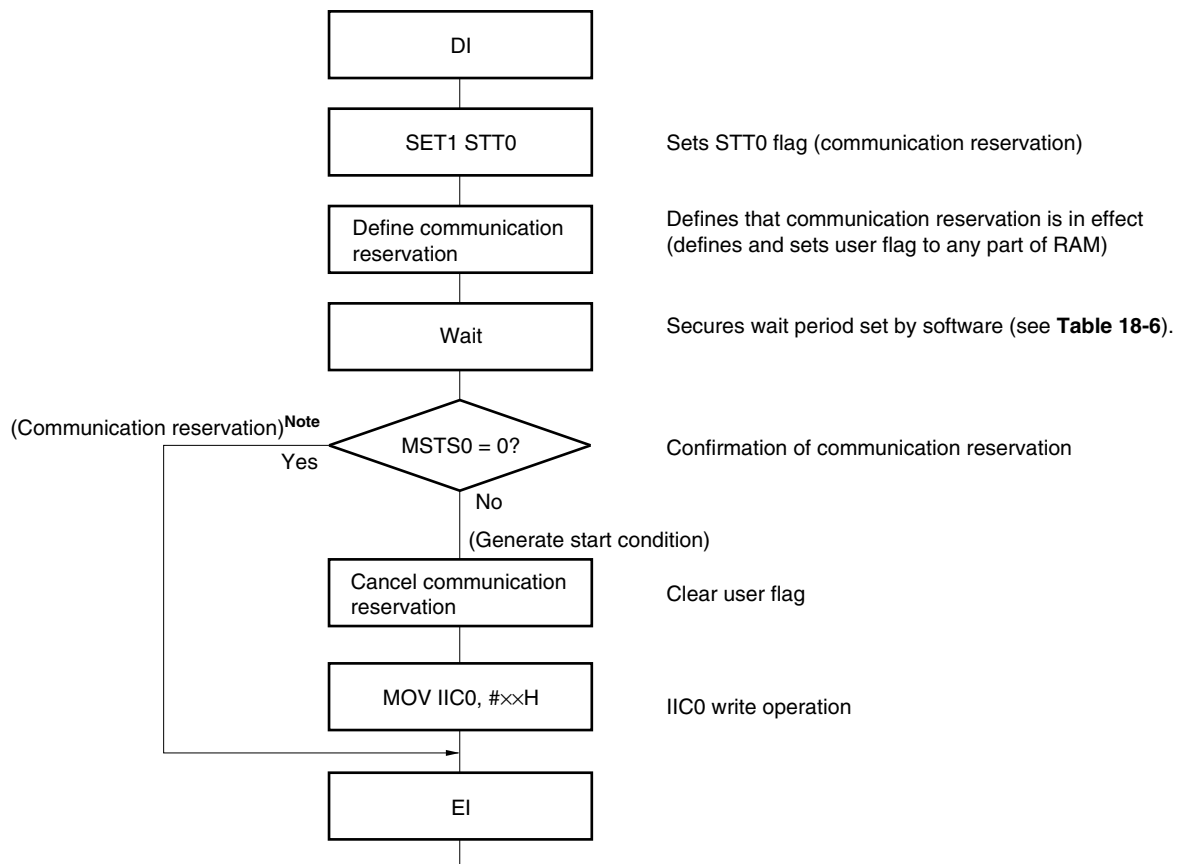 DI
SET1 STT0
Sets STT0 flag (communication reservation)
Define communication
reservation
Defines that communication reservation is in effect
(defines and sets user flag to any part of RAM)
Wait
Secures wait period set by software (see Table 18-6).
(Communication reservation)Note
Yes
MSTS0 = 0?
Confirmation of communication reservation
No
(Generate start condition)
Cancel communication
reservation
Clear user flag
MOV IIC0, #××H
IIC0 write operation
EI